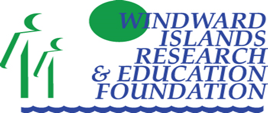 WINDWARD
ISLANDS
RESEARCH
& EDUCATION
FOUNDATION